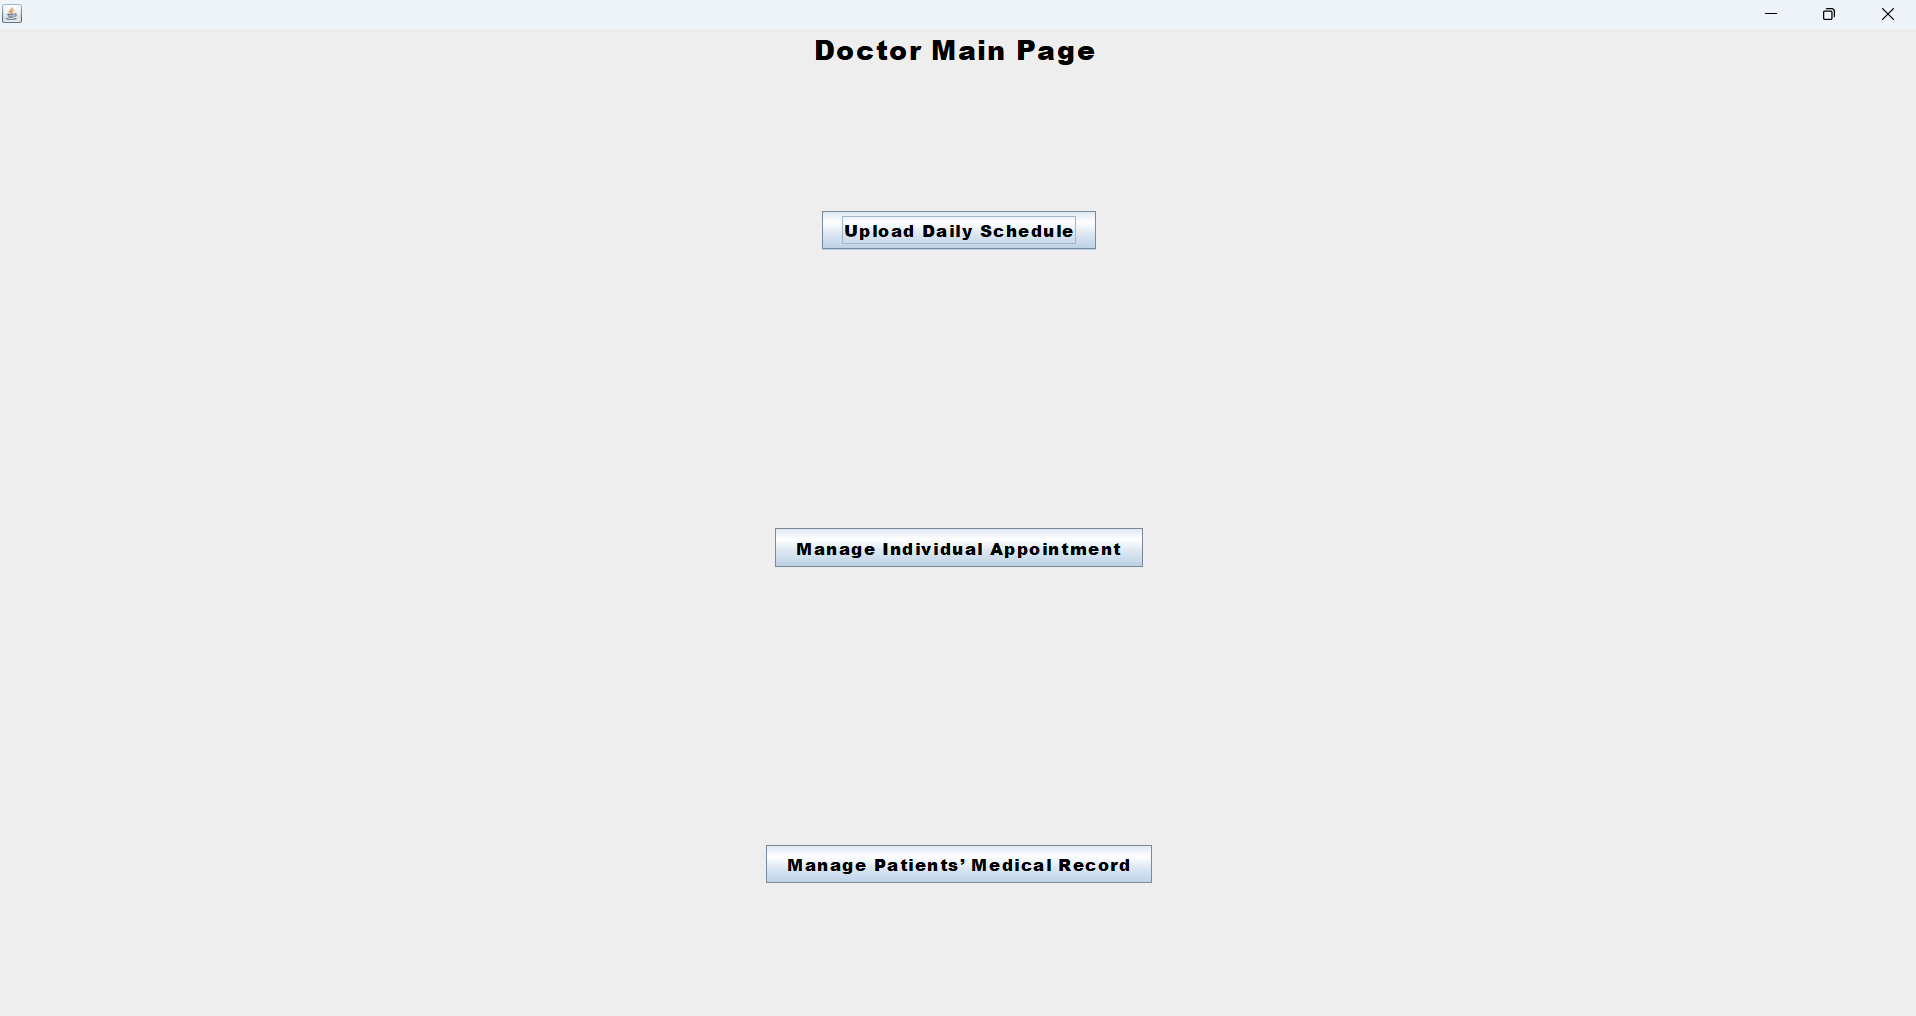 Doctor Main Page
Upload Daily Schedule
Manage Individual Appointment
Manage Patients’ Medical Record